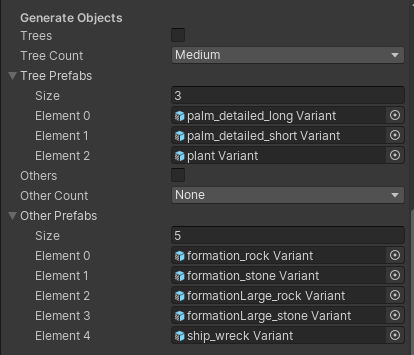 Generate Objects
Trees
Tree Count Medium
Tree Prefabs
Size 3
Element 0 palm_detailed_long Variant
Element 1 palm_detailed_short Variant
Element 2 plant Variant
Others
Other Count None
Other Prefabs
Size 5
Element 0 formation_rock Variant
Element 1 formation_stone Variant
Element 2 formationLarge_rock Variant
Element 3 formationLarge_stone Variant
Element 4 ship_wreck Variant